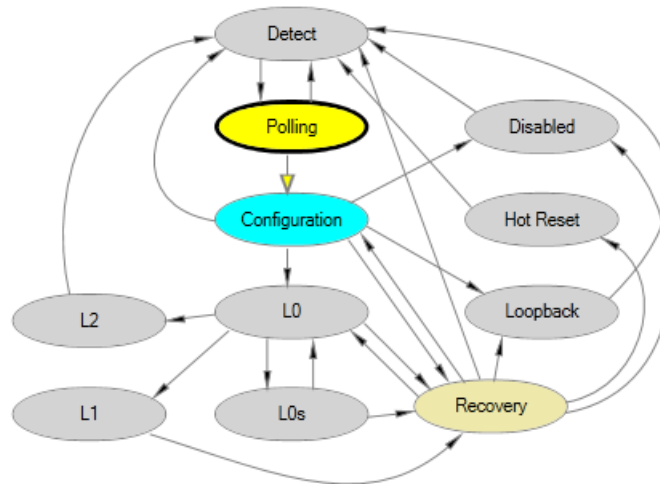 Detect
Polling
Disabled
Configuration
Hot Reset
L2
L0
Loopback
L1
L0s
Recovery